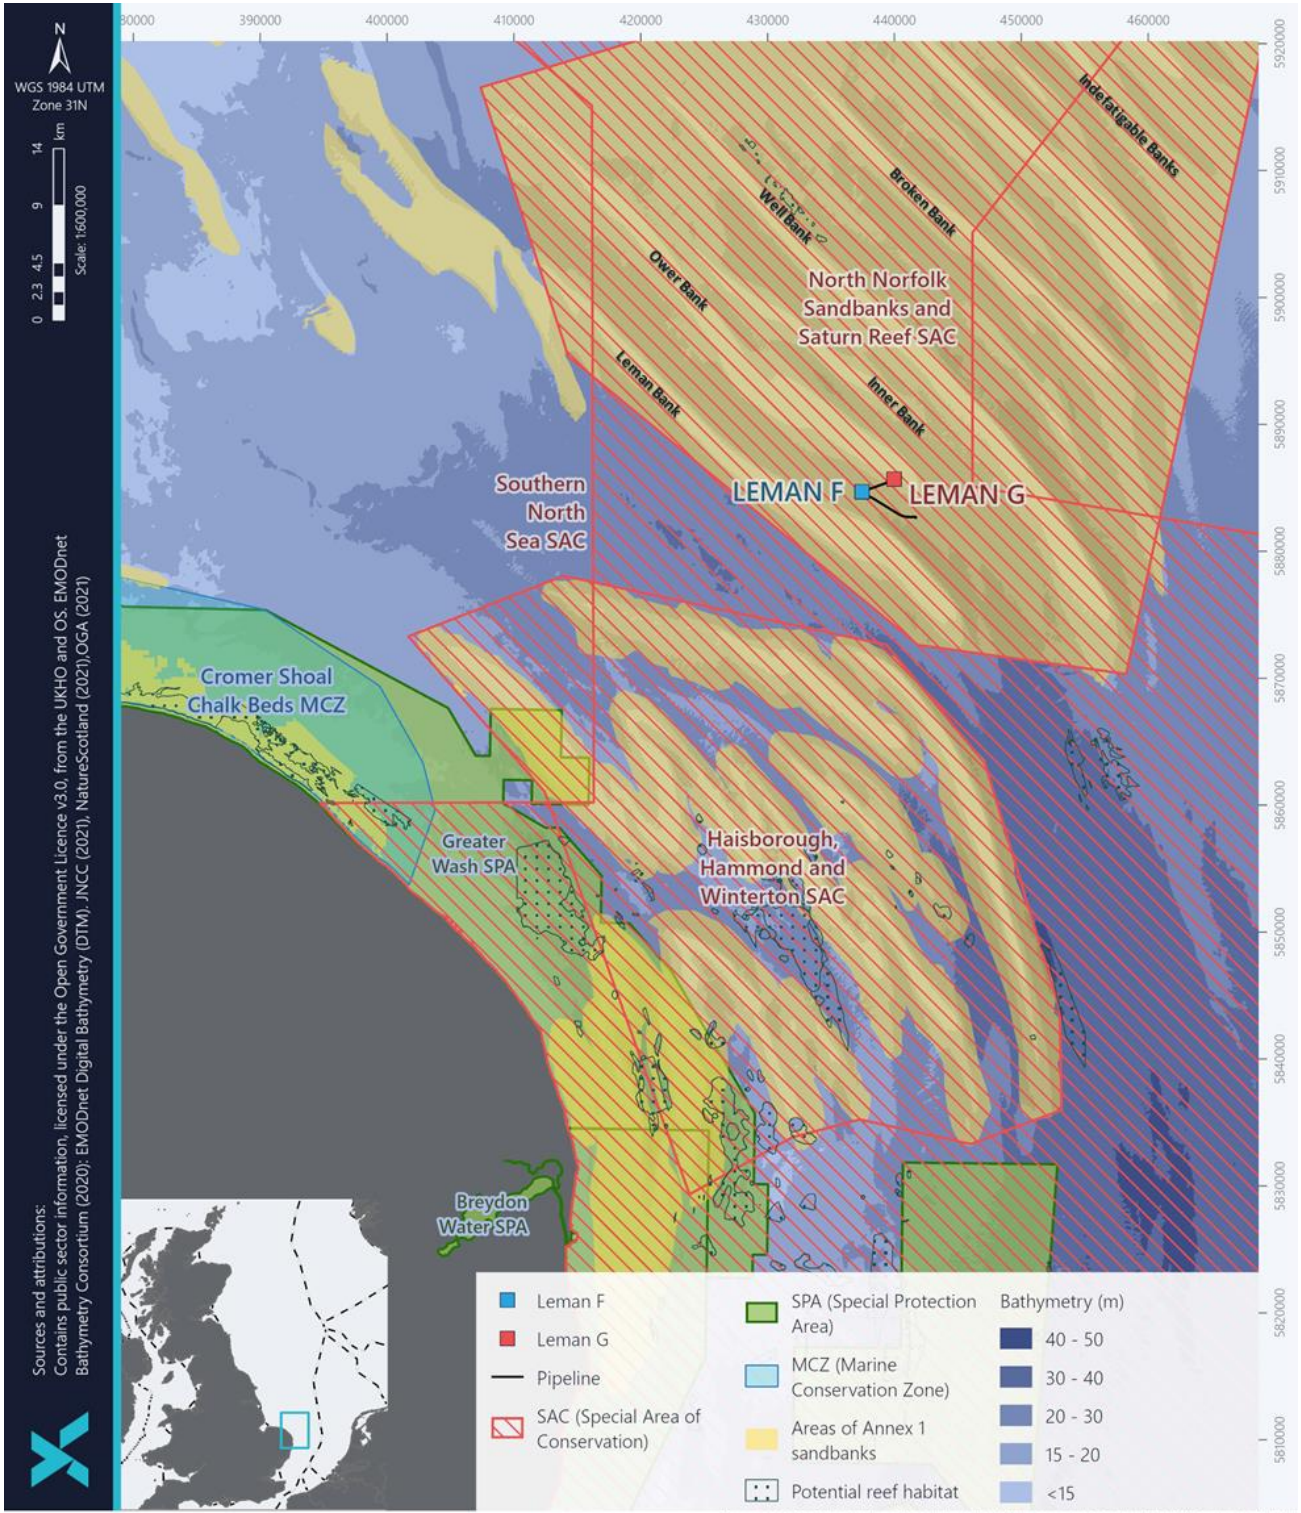 380000
390000
400000
410000
420000
430000
440000
450000
460000
5920000
5910000
5900000
5890000
5880000
5870000
5860000
5850000
5840000
5830000
5820000
5810000
N
WGS 1984 UTM
Zone 31N
0 2.3 4.5 9 14 km
Scale: 1:600,000
Sources and attributions:
Contains public sector information, licensed under the Open Government Licence v3.0, from the UKHO and OS. EMODnet
Bathymetry Consortium (2020): EMODnet Digital Bathymetry (DTM). JNCC (2021), NatureScotland (2021),OGA (2021)
Indefatigable Banks
Broken Bank
Well Bank
Ower Bank
North Norfolk
Sandbanks and
Saturn Reef SAC
Leman Bank
Inner Bank
LEMAN F
LEMAN G
Southern
North
Sea SAC
Cromer Shoal
Chalk Beds MCZ
Greater
Wash SPA
Haisborough,
Hammond and
Winterton SAC
Breydon
Water SPA
Leman F
Leman G
Pipeline
SAC (Special Area of
Conservation)
SPA (Special Protection
Area)
MCZ (Marine
Conservation Zone)
Areas of Annex 1
sandbanks
Potential reef habitat
Bathymetry (m)
40 - 50
30 - 40
20 - 30
15 - 20
<15